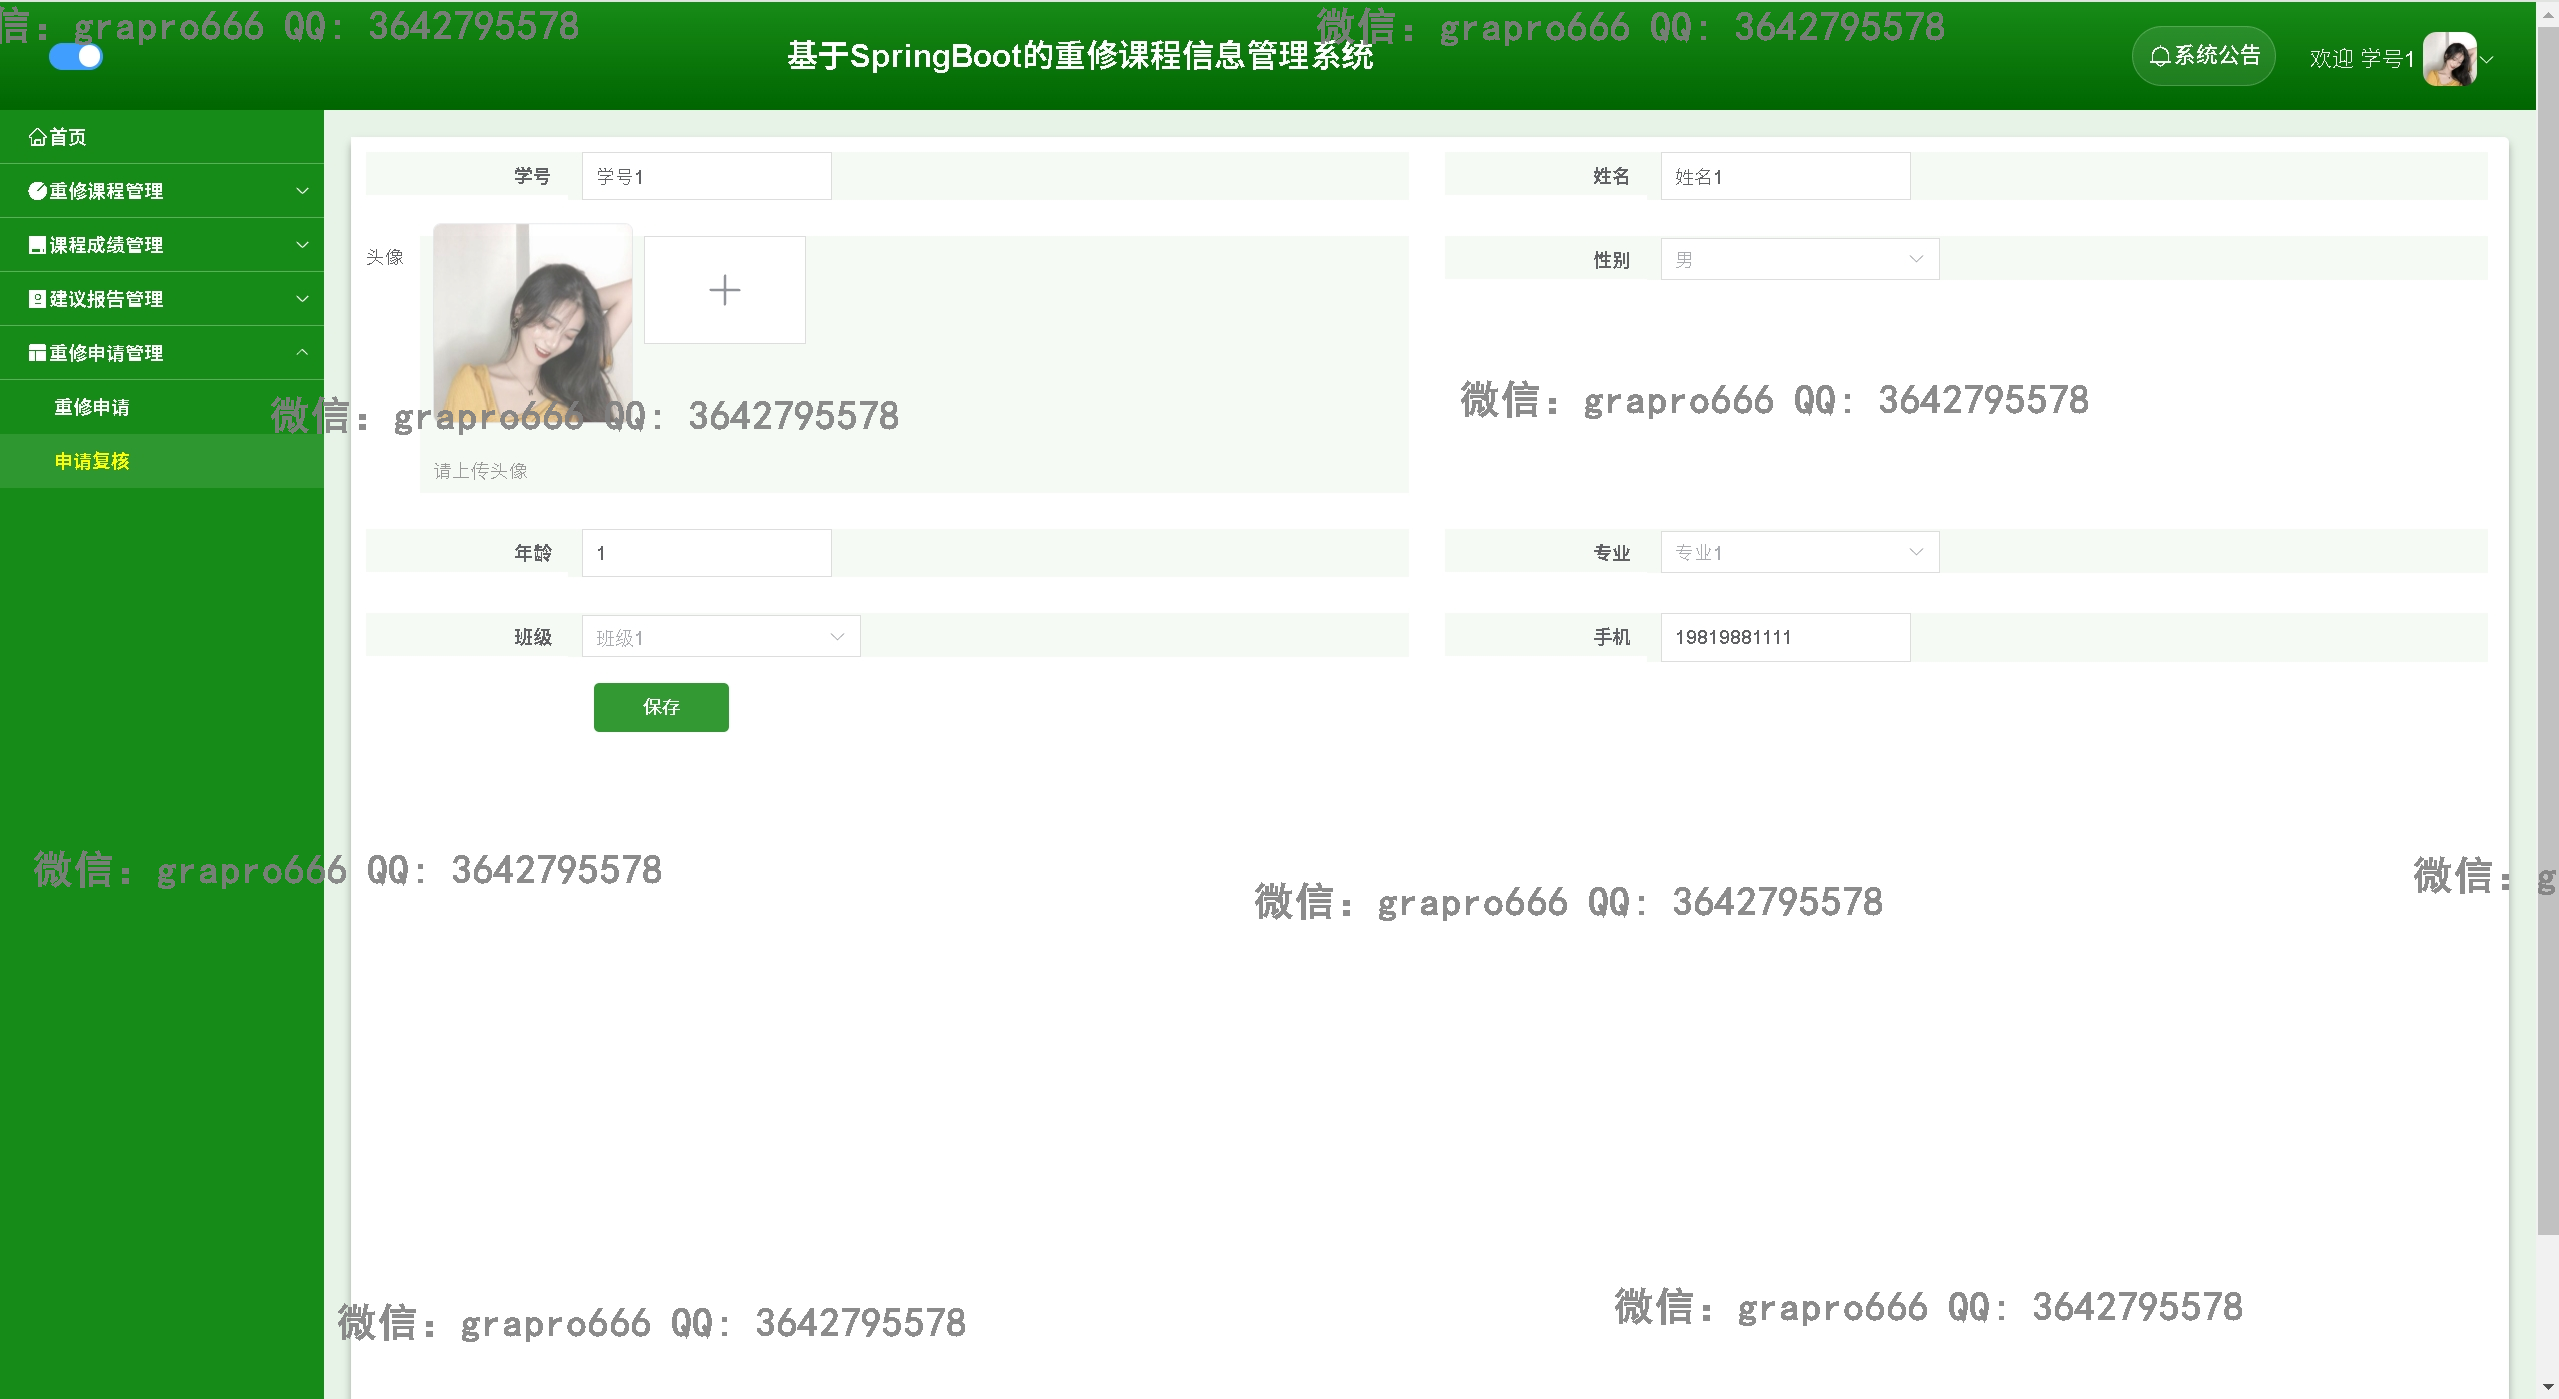 微信: grapro666 QQ: 3642795578
微信: grapro666 QQ: 3642795578
基于SpringBoot的重修课程信息管理系统
系统公告
欢迎 学号1
首页
重修课程管理
课程成绩管理
建议报告管理
重修申请管理
重修申请
申请复核
学号 学号1
姓名 姓名1
头像
请上传头像
性别 男
微信: grapro666 QQ: 3642795578
微信: grapro666 QQ: 3642795578
年龄 1
专业 专业1
班级 班级1
手机 19819881111
保存
微信: grapro666 QQ: 3642795578
微信: grapro666 QQ: 3642795578
微信: g
微信: grapro666 QQ: 3642795578
微信: grapro666 QQ: 3642795578